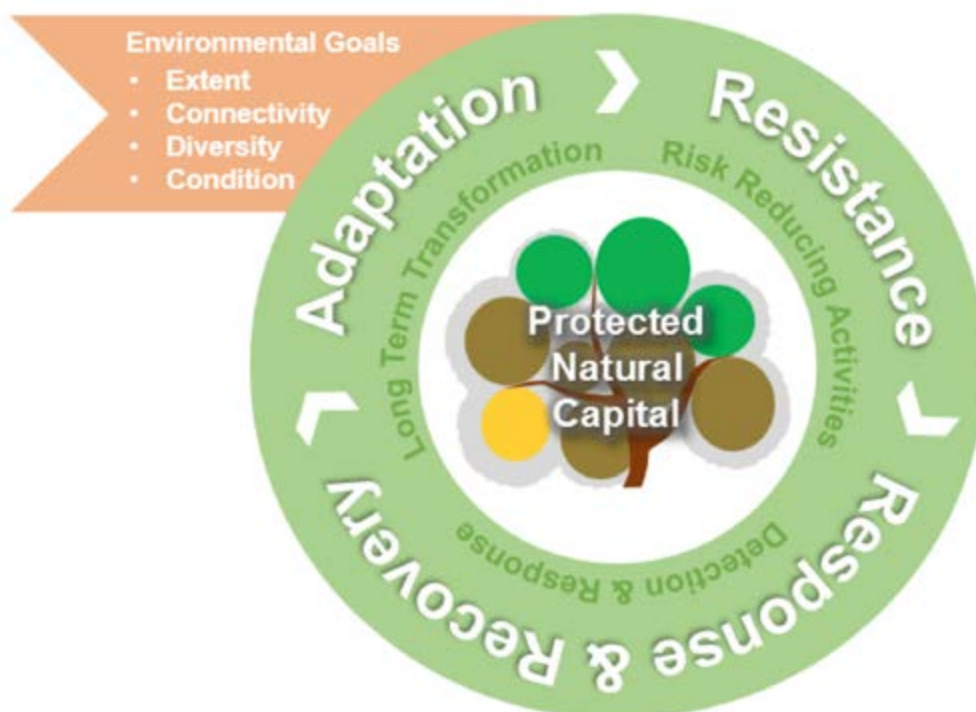 Environmental Goals
• Extent
• Connectivity
• Diversity
• Condition
Adaptation
Resistance
Response & Recovery
Long Term Transformation
Risk Reducing Activities
Detection & Response
Protected
Natural
Capital